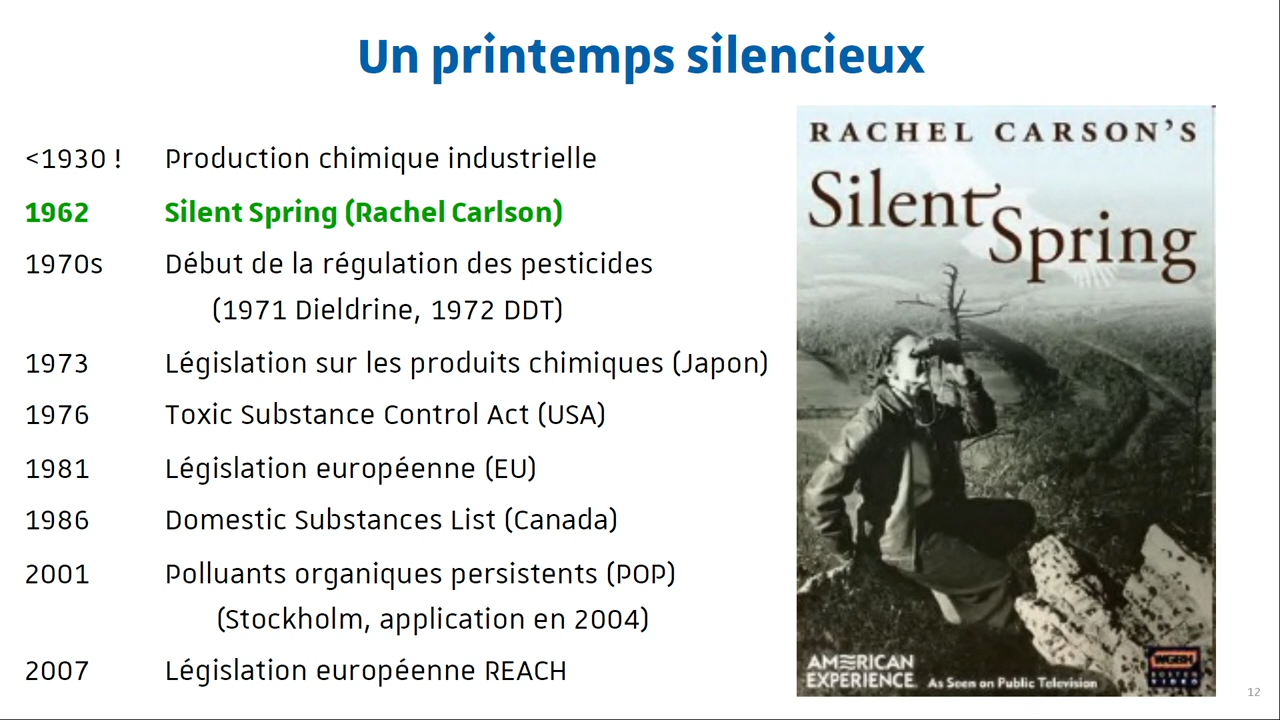 Un printemps silencieux
<1930 ! Production chimique industrielle
1962 Silent Spring (Rachel Carlson)
1970s Début de la régulation des pesticides
(1971 Dieldrine, 1972 DDT)
1973 Législation sur les produits chimiques (Japon)
1976 Toxic Substance Control Act (USA)
1981 Législation européenne (EU)
1986 Domestic Substances List (Canada)
2001 Polluants organiques persistents (POP)
(Stockholm, application en 2004)
2007 Législation européenne REACH
RACHEL CARSON'S
Silent
Spring
AMERICAN
EXPERIENCE As Seen on Public Television
WGBH
BOSTON
VIDEO
12